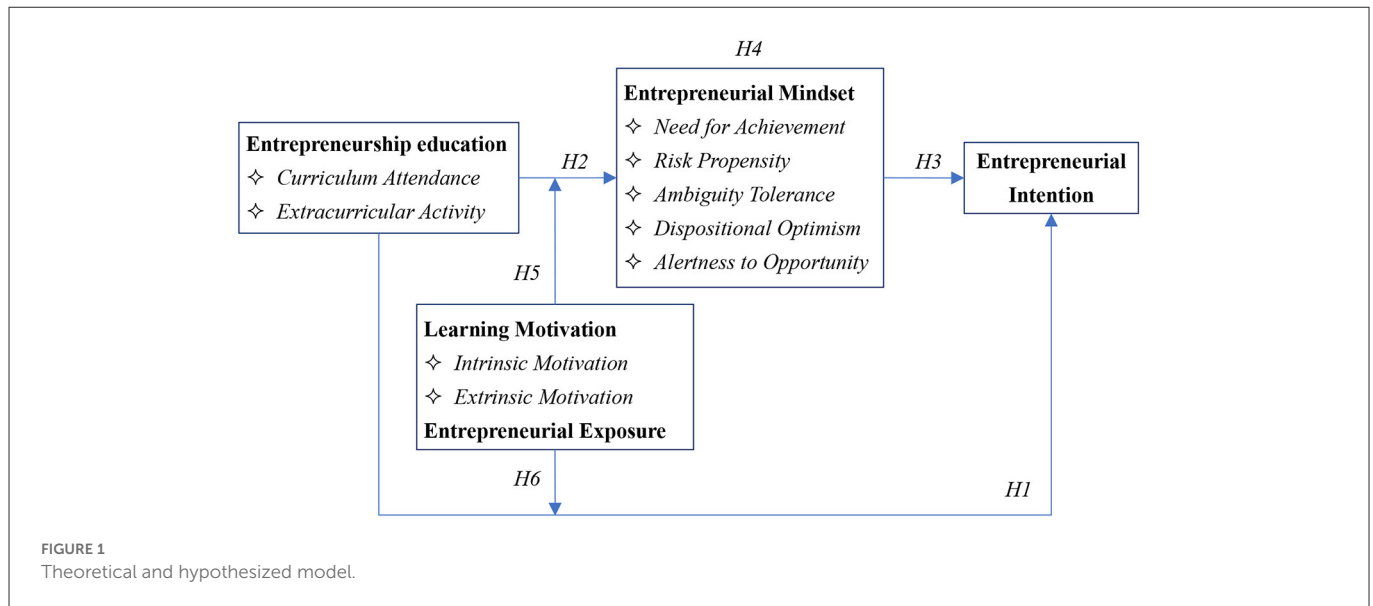 H4
Entrepreneurship education
✧ Curriculum Attendance
✧ Extracurricular Activity
H2
Entrepreneurial Mindset
✧ Need for Achievement
✧ Risk Propensity
✧ Ambiguity Tolerance
✧ Dispositional Optimism
✧ Alertness to Opportunity
H3
Entrepreneurial
Intention
H5
Learning Motivation
✧ Intrinsic Motivation
✧ Extrinsic Motivation
Entrepreneurial Exposure
H6
H1
FIGURE 1
Theoretical and hypothesized model.